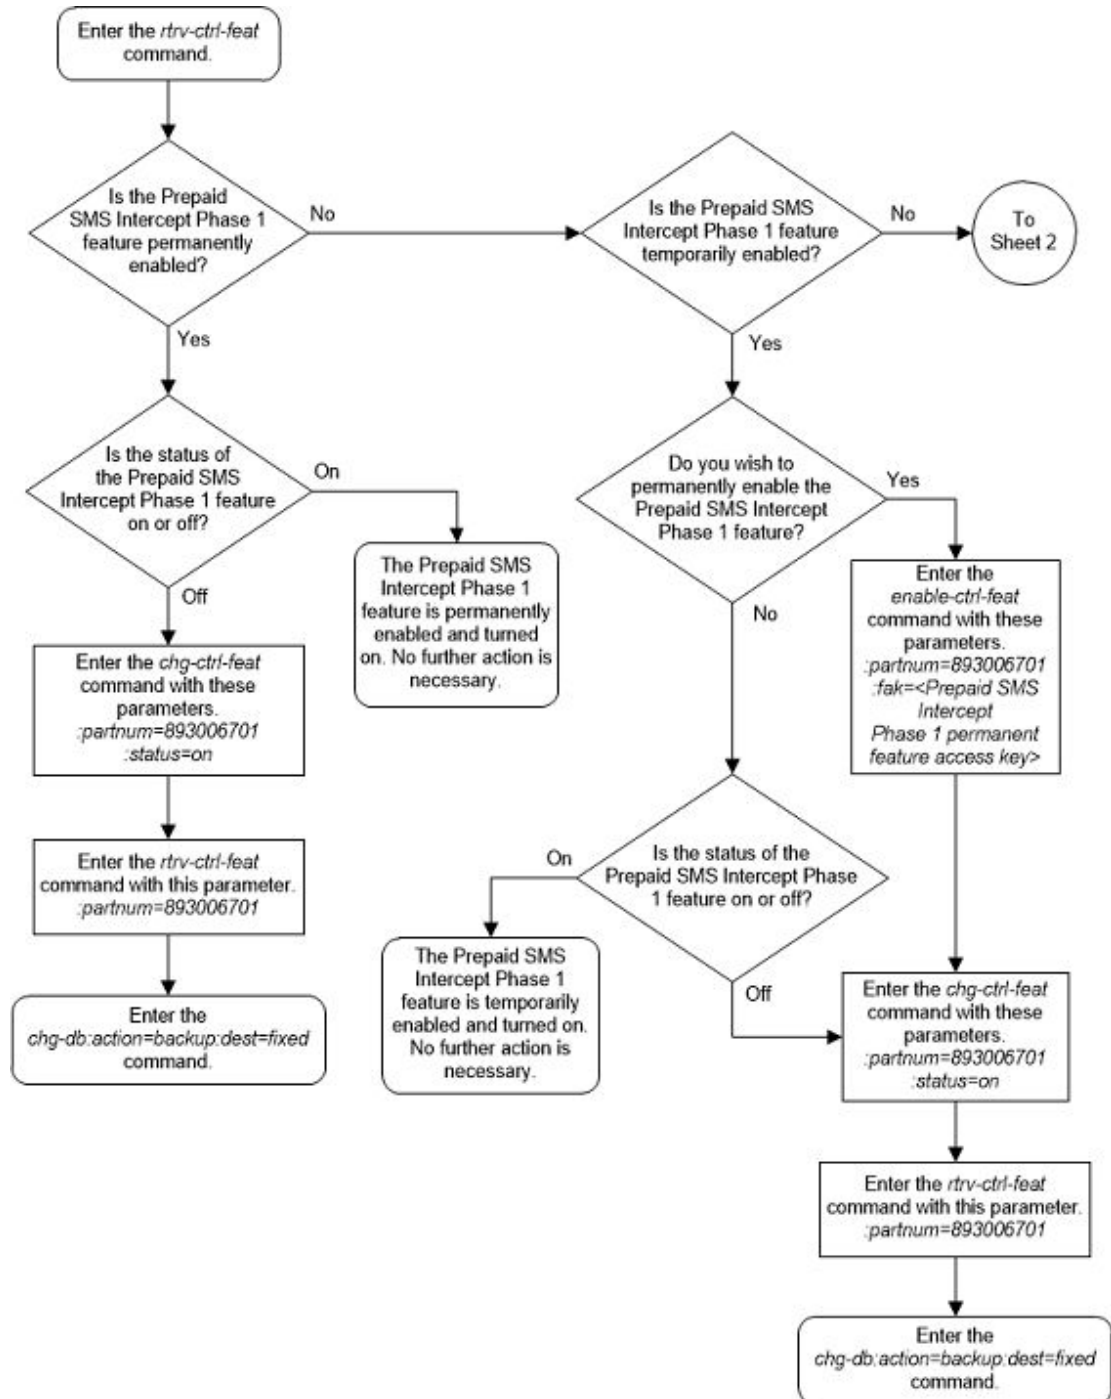 Enter the rtrv-ctrl-feat
command.
Is the Prepaid
SMS Intercept Phase 1
feature permanently
enabled?
No
Is the Prepaid SMS
Intercept Phase 1 feature
temporarily enabled?
No
To
Sheet 2
Yes
Yes
Is the status of
the Prepaid SMS
Intercept Phase 1 feature
on or off?
On
The Prepaid SMS
Intercept Phase 1
feature is permanently
enabled and turned
on. No further action is
necessary.
Off
Enter the chg-ctrl-feat
command with these
parameters.
:partnum=893006701
:status=on
Enter the rtrv-ctrl-feat
command with this parameter.
:partnum=893006701
Enter the
chg-db:action=backup:dest=fixed
command.
Do you wish to
permanently enable the
Prepaid SMS Intercept
Phase 1 feature?
Yes
Enter the
enable-ctrl-feat
command with these
parameters.
:partnum=893006701
:fak=<Prepaid SMS
Intercept
Phase 1 permanent
feature access key>
No
Is the status of the
Prepaid SMS Intercept Phase
1 feature on or off?
On
The Prepaid SMS
Intercept Phase 1
feature is temporarily
enabled and turned on.
No further action is
necessary.
Off
Enter the chg-ctrl-feat
command with these
parameters.
:partnum=893006701
:status=on
Enter the rtrv-ctrl-feat
command with this parameter.
:partnum=893006701
Enter the
chg-db:action=backup:dest=fixed
command.